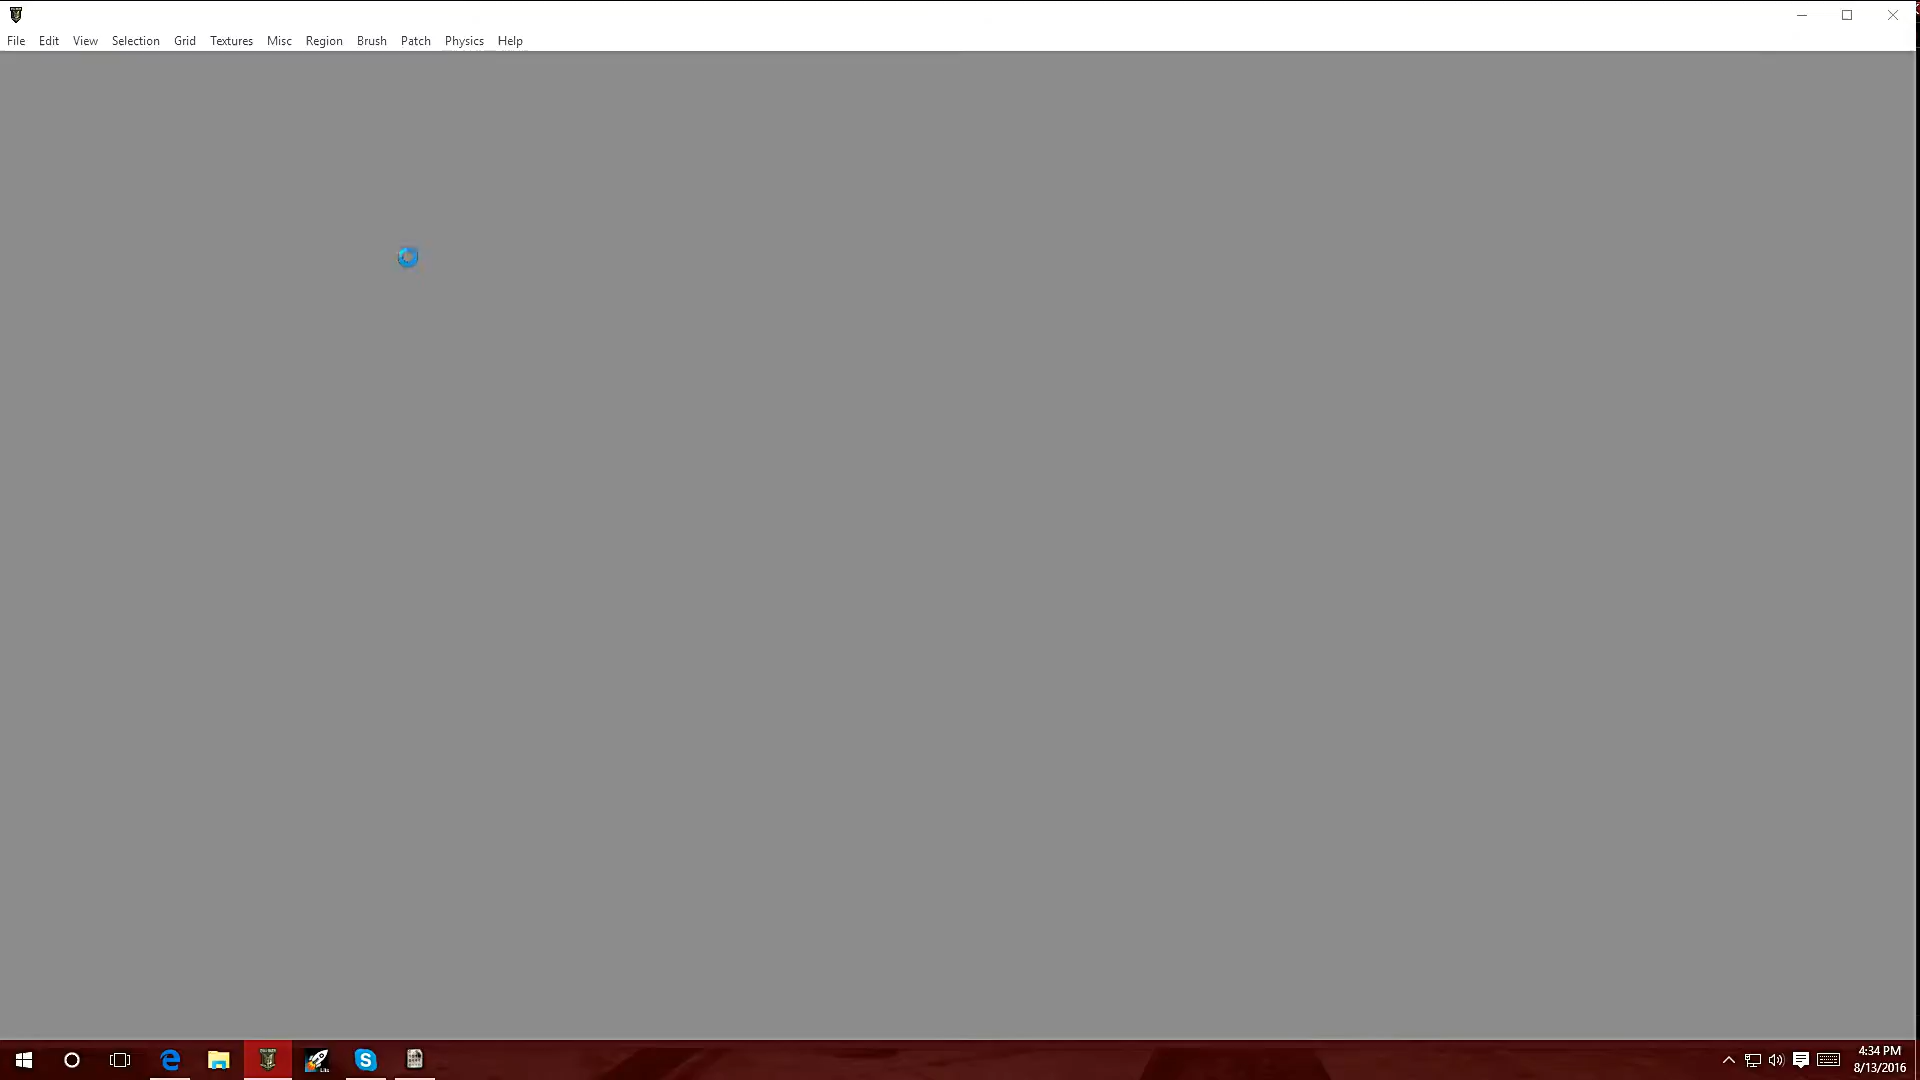 File Edit View Selection Grid Textures Misc Region Brush Patch Physics Help
4:34 PM
8/13/2016